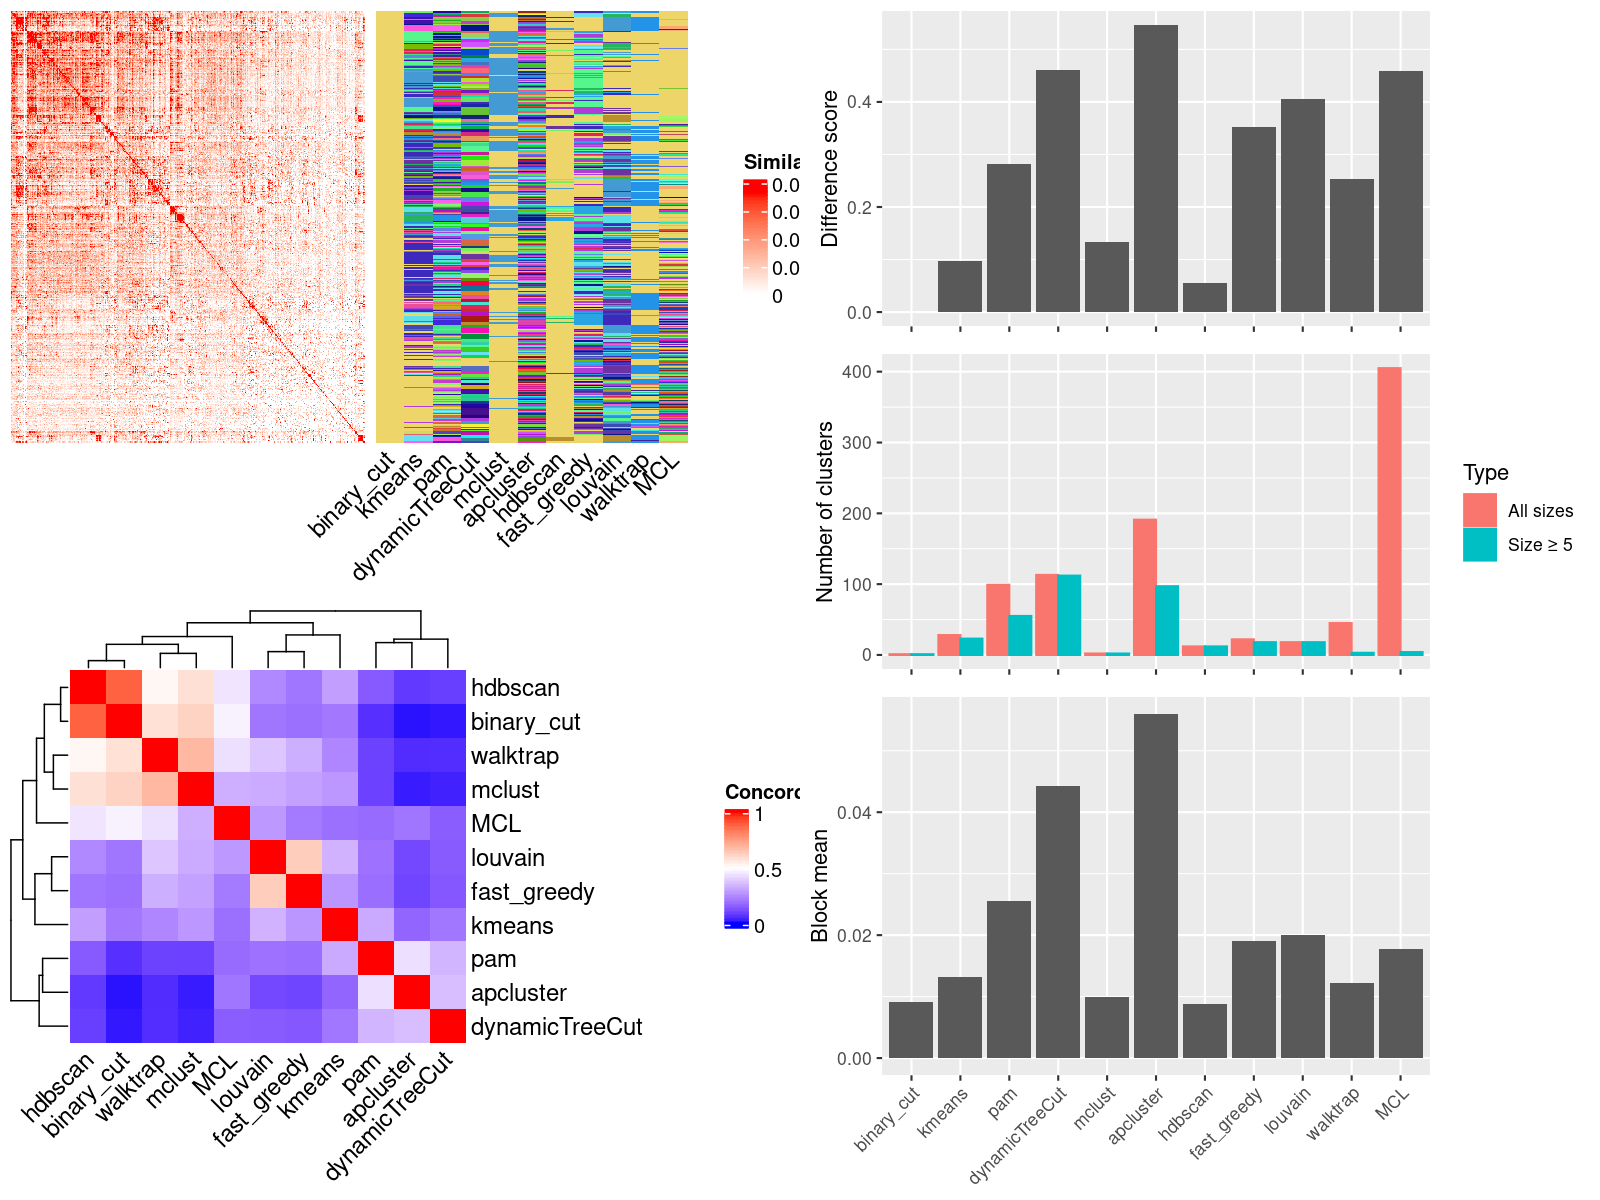 Simila
0.0
0.0
0.0
0.0
0
binary_cut
kmeans
pam
dynamicTreeCut
mclust
apcluster
hdbscan
fast_greedy
louvain
walktrap
MCL
hdbscan
binary_cut
walktrap
mclust
MCL
louvain
fast_greedy
kmeans
pam
apcluster
dynamicTreeCut
hdbscan
binary_cut
walktrap
mclust
MCL
louvain
fast_greedy
kmeans
pam
apcluster
dynamicTreeCut
Concord
1
0.5
0
Difference score
0.4
0.2
0.0
Number of clusters
400
300
200
100
0
Type
All sizes
Size ≥ 5
Block mean
0.04
0.02
0.00
binary_cut
kmeans
pam
dynamicTreeCut
mclust
apcluster
hdbscan
fast_greedy
louvain
walktrap
MCL